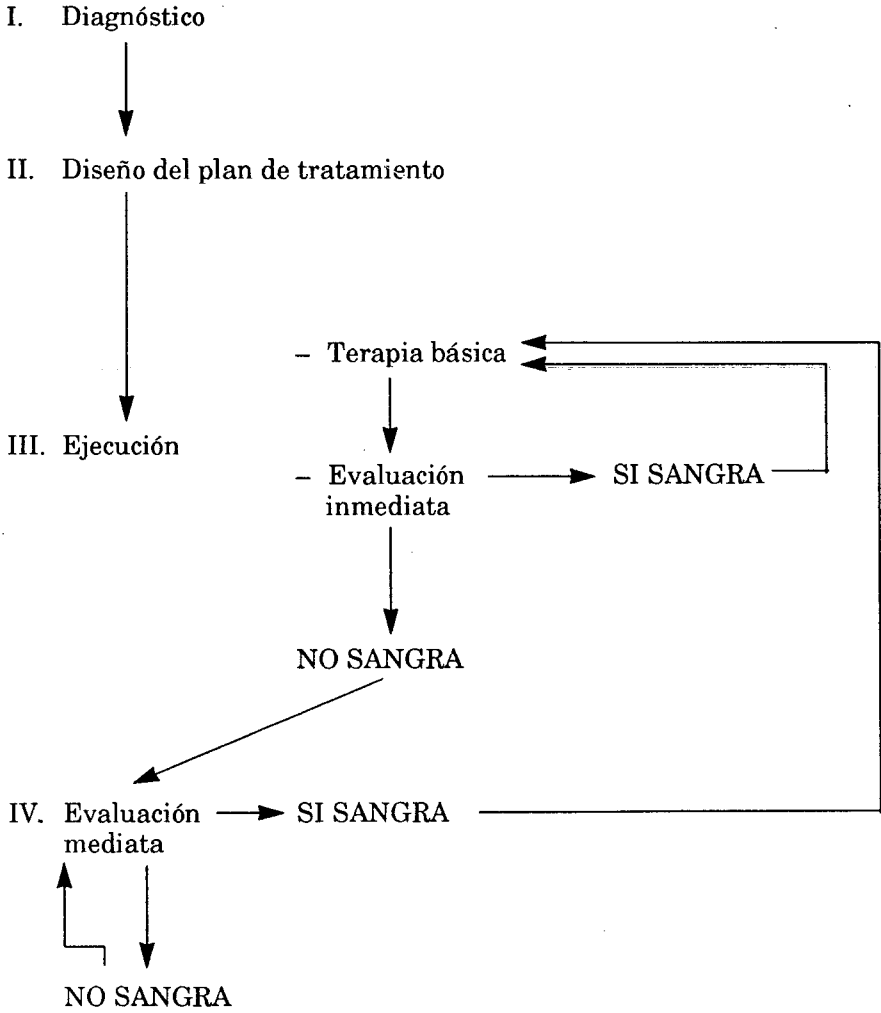 I. Diagnóstico
II. Diseño del plan de tratamiento
– Terapia básica
III. Ejecución
– Evaluación
inmediata
SI SANGRA
NO SANGRA
IV. Evaluación
mediata
SI SANGRA
NO SANGRA